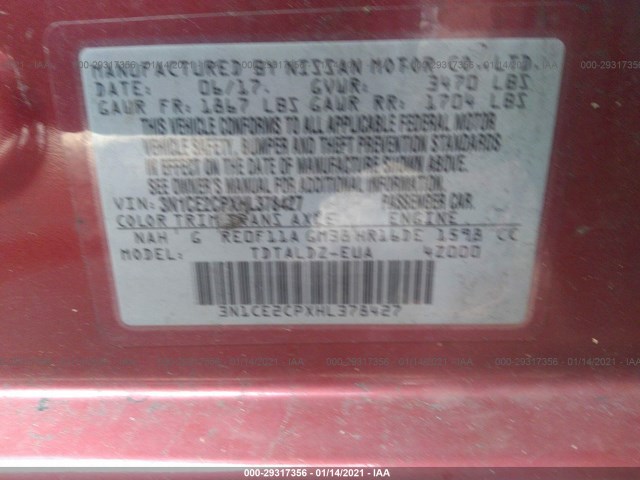 MANUFACTURED BY NISSAN MOTOR CO., LTD.
DATE: 06/17. GVWR: 3470 LBS
GAWR FR: 1867 LBS GAWR RR: 1704 LBS
THIS VEHICLE CONFORMS TO ALL APPLICABLE FEDERAL MOTOR
VEHICLE SAFETY, BUMPER AND THEFT PREVENTION STANDARDS
IN EFFECT ON THE DATE OF MANUFACTURE SHOWN ABOVE.
SEE OWNER'S MANUAL FOR ADDITIONAL INFORMATION.
VIN: 3N1CE2CPXHL378427 PASSENGER CAR.
COLOR TRIM TRANS AXLE ENGINE
NAH G RE0F11A GM38 HR16DE 1598 CC
MODEL: TDTALDZ-EUA 42000
3N1CE2CPXHL378427
000-29317356 - 01/14/2021 - IAA